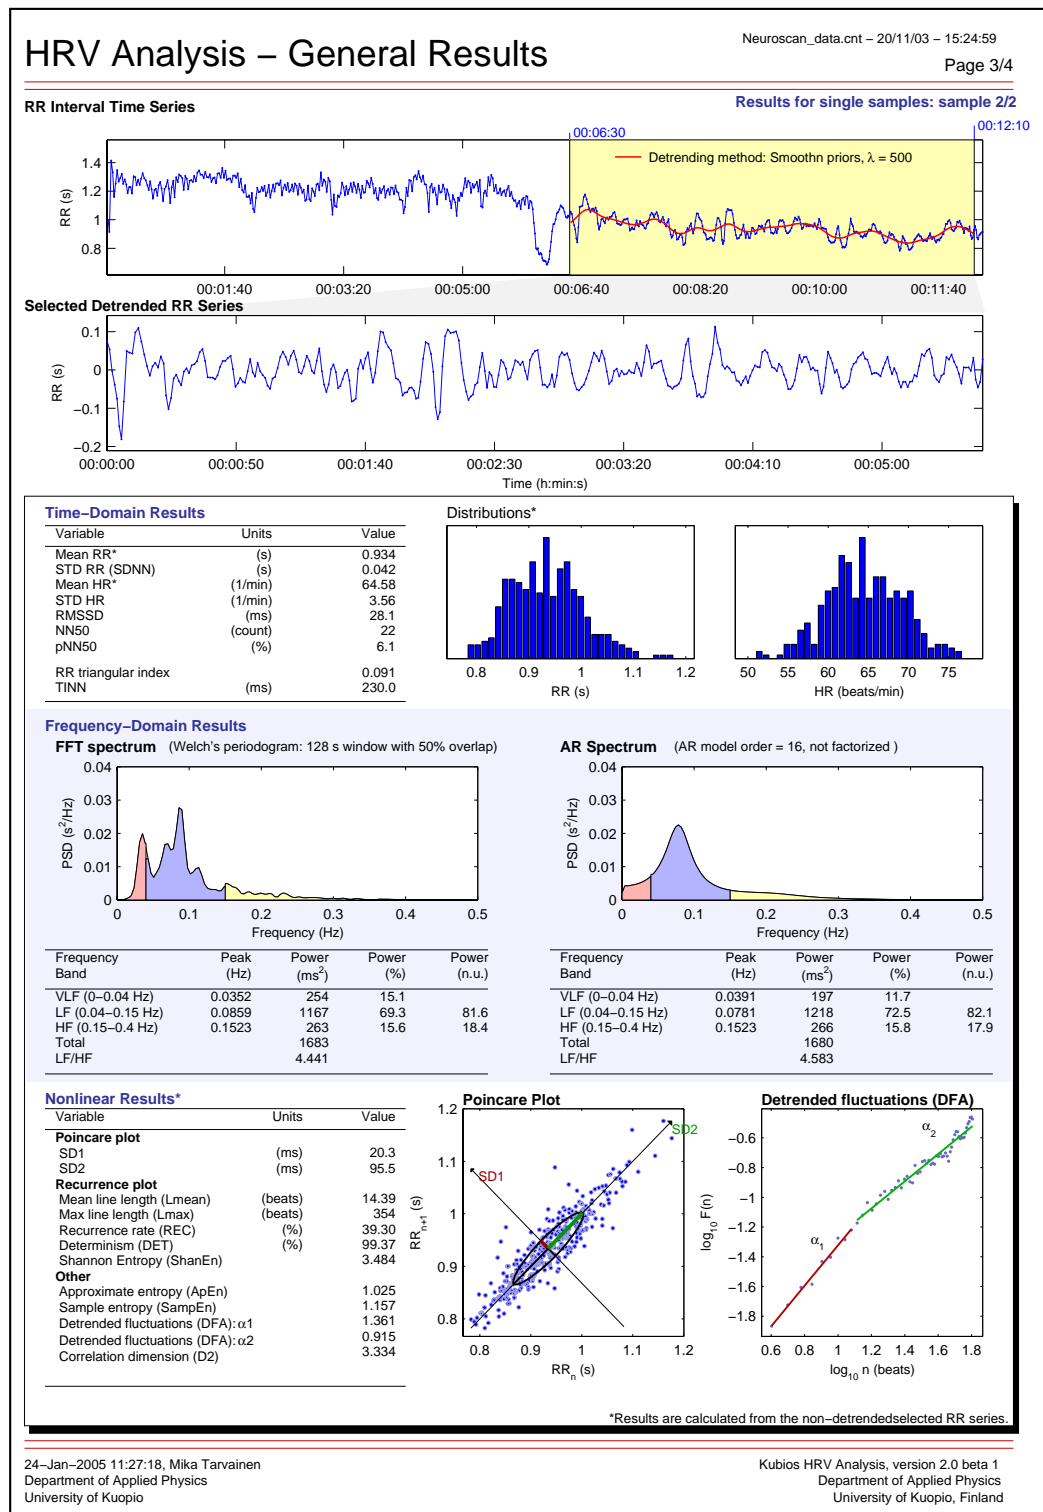 HRV Analysis – General Results
Neuroscan_data.cnt – 20/11/03 – 15:24:59
Page 3/4
RR Interval Time Series
Results for single samples: sample 2/2
00:06:30
00:12:10
Detrending method: Smoothn priors, λ = 500
RR (s)
1.4
1.2
1
0.8
00:01:40 00:03:20 00:05:00 00:06:40 00:08:20 00:10:00 00:11:40
Selected Detrended RR Series
RR (s)
0.1
0
−0.1
−0.2
00:00:00 00:00:50 00:01:40 00:02:30 00:03:20 00:04:10 00:05:00
Time (h:min:s)
Time−Domain Results
Variable Units Value
Mean RR* (s) 0.934
STD RR (SDNN) (s) 0.042
Mean HR* (1/min) 64.58
STD HR (1/min) 3.56
RMSSD (ms) 28.1
NN50 (count) 22
pNN50 (%) 6.1
RR triangular index 0.091
TINN (ms) 230.0
Distributions*
0.8 0.9 1 1.1 1.2
RR (s)
50 55 60 65 70 75
HR (beats/min)
Frequency−Domain Results
FFT spectrum (Welch's periodogram: 128 s window with 50% overlap)
PSD (s²/Hz)
0.04
0.03
0.02
0.01
0
0 0.1 0.2 0.3 0.4 0.5
Frequency (Hz)
AR Spectrum (AR model order = 16, not factorized )
PSD (s²/Hz)
0.04
0.03
0.02
0.01
0
0 0.1 0.2 0.3 0.4 0.5
Frequency (Hz)
Frequency Peak Power Power Power
Band (Hz) (ms²) (%) (n.u.)
VLF (0−0.04 Hz) 0.0352 254 15.1
LF (0.04−0.15 Hz) 0.0859 1167 69.3 81.6
HF (0.15−0.4 Hz) 0.1523 263 15.6 18.4
Total 1683
LF/HF 4.441
Frequency Peak Power Power Power
Band (Hz) (ms²) (%) (n.u.)
VLF (0−0.04 Hz) 0.0391 197 11.7
LF (0.04−0.15 Hz) 0.0781 1218 72.5 82.1
HF (0.15−0.4 Hz) 0.1523 266 15.8 17.9
Total 1680
LF/HF 4.583
Nonlinear Results*
Variable Units Value
Poincare plot
SD1 (ms) 20.3
SD2 (ms) 95.5
Recurrence plot
Mean line length (Lmean) (beats) 14.39
Max line length (Lmax) (beats) 354
Recurrence rate (REC) (%) 39.30
Determinism (DET) (%) 99.37
Shannon Entropy (ShanEn) 3.484
Other
Approximate entropy (ApEn) 1.025
Sample entropy (SampEn) 1.157
Detrended fluctuations (DFA): α1 1.361
Detrended fluctuations (DFA): α2 0.915
Correlation dimension (D2) 3.334
Poincare Plot
RRₙ₊₁ (s)
1.2
1.1
1
0.9
0.8
SD1
SD2
0.8 0.9 1 1.1 1.2
RRₙ (s)
Detrended fluctuations (DFA)
log₁₀ F(n)
−0.6
−0.8
−1
−1.2
−1.4
−1.6
−1.8
α₂
α₁
0.6 0.8 1 1.2 1.4 1.6 1.8
log₁₀ n (beats)
*Results are calculated from the non−detrendedselected RR series.
24−Jan−2005 11:27:18, Mika Tarvainen
Department of Applied Physics
University of Kuopio
Kubios HRV Analysis, version 2.0 beta 1
Department of Applied Physics
University of Kuopio, Finland